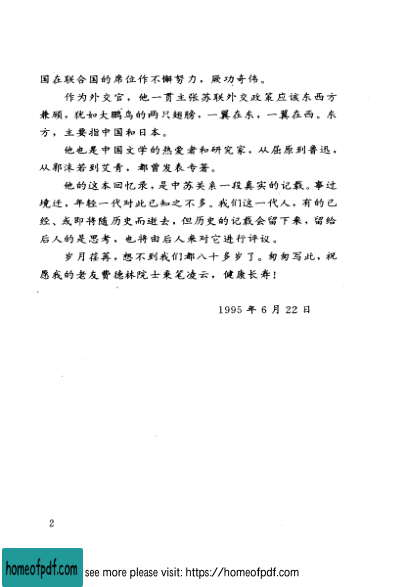 国在联合国的席位作不懈努力，厥功奇伟。
作为外交官，他一贯主张苏联外交政策应该东西方
兼顾，犹如大鹏鸟的两只翅膀，一翼在东，一翼在西。东
方，主要指中国和日本。
他也是中国文学的热爱者和研究家，从屈原到鲁迅，
从郭沫若到艾青，都曾发表专著。
他的这本回忆录，是中苏关系一段真实的记载。事过
境迁，年轻一代对此已知之不多。我们这一代人，有的已
经、或即将随历史而逝去，但历史的记载会留下来，留给
后人的是思考，也将由后人来对它进行评议。
岁月荏苒，想不到我们都八十多岁了。匆匆写此，祝
愿我的老友费德林院士秉笔凌云，健康长寿！
1995 年 6 月 22 日
2
homeofpdf.com see more please visit: https://homeofpdf.com